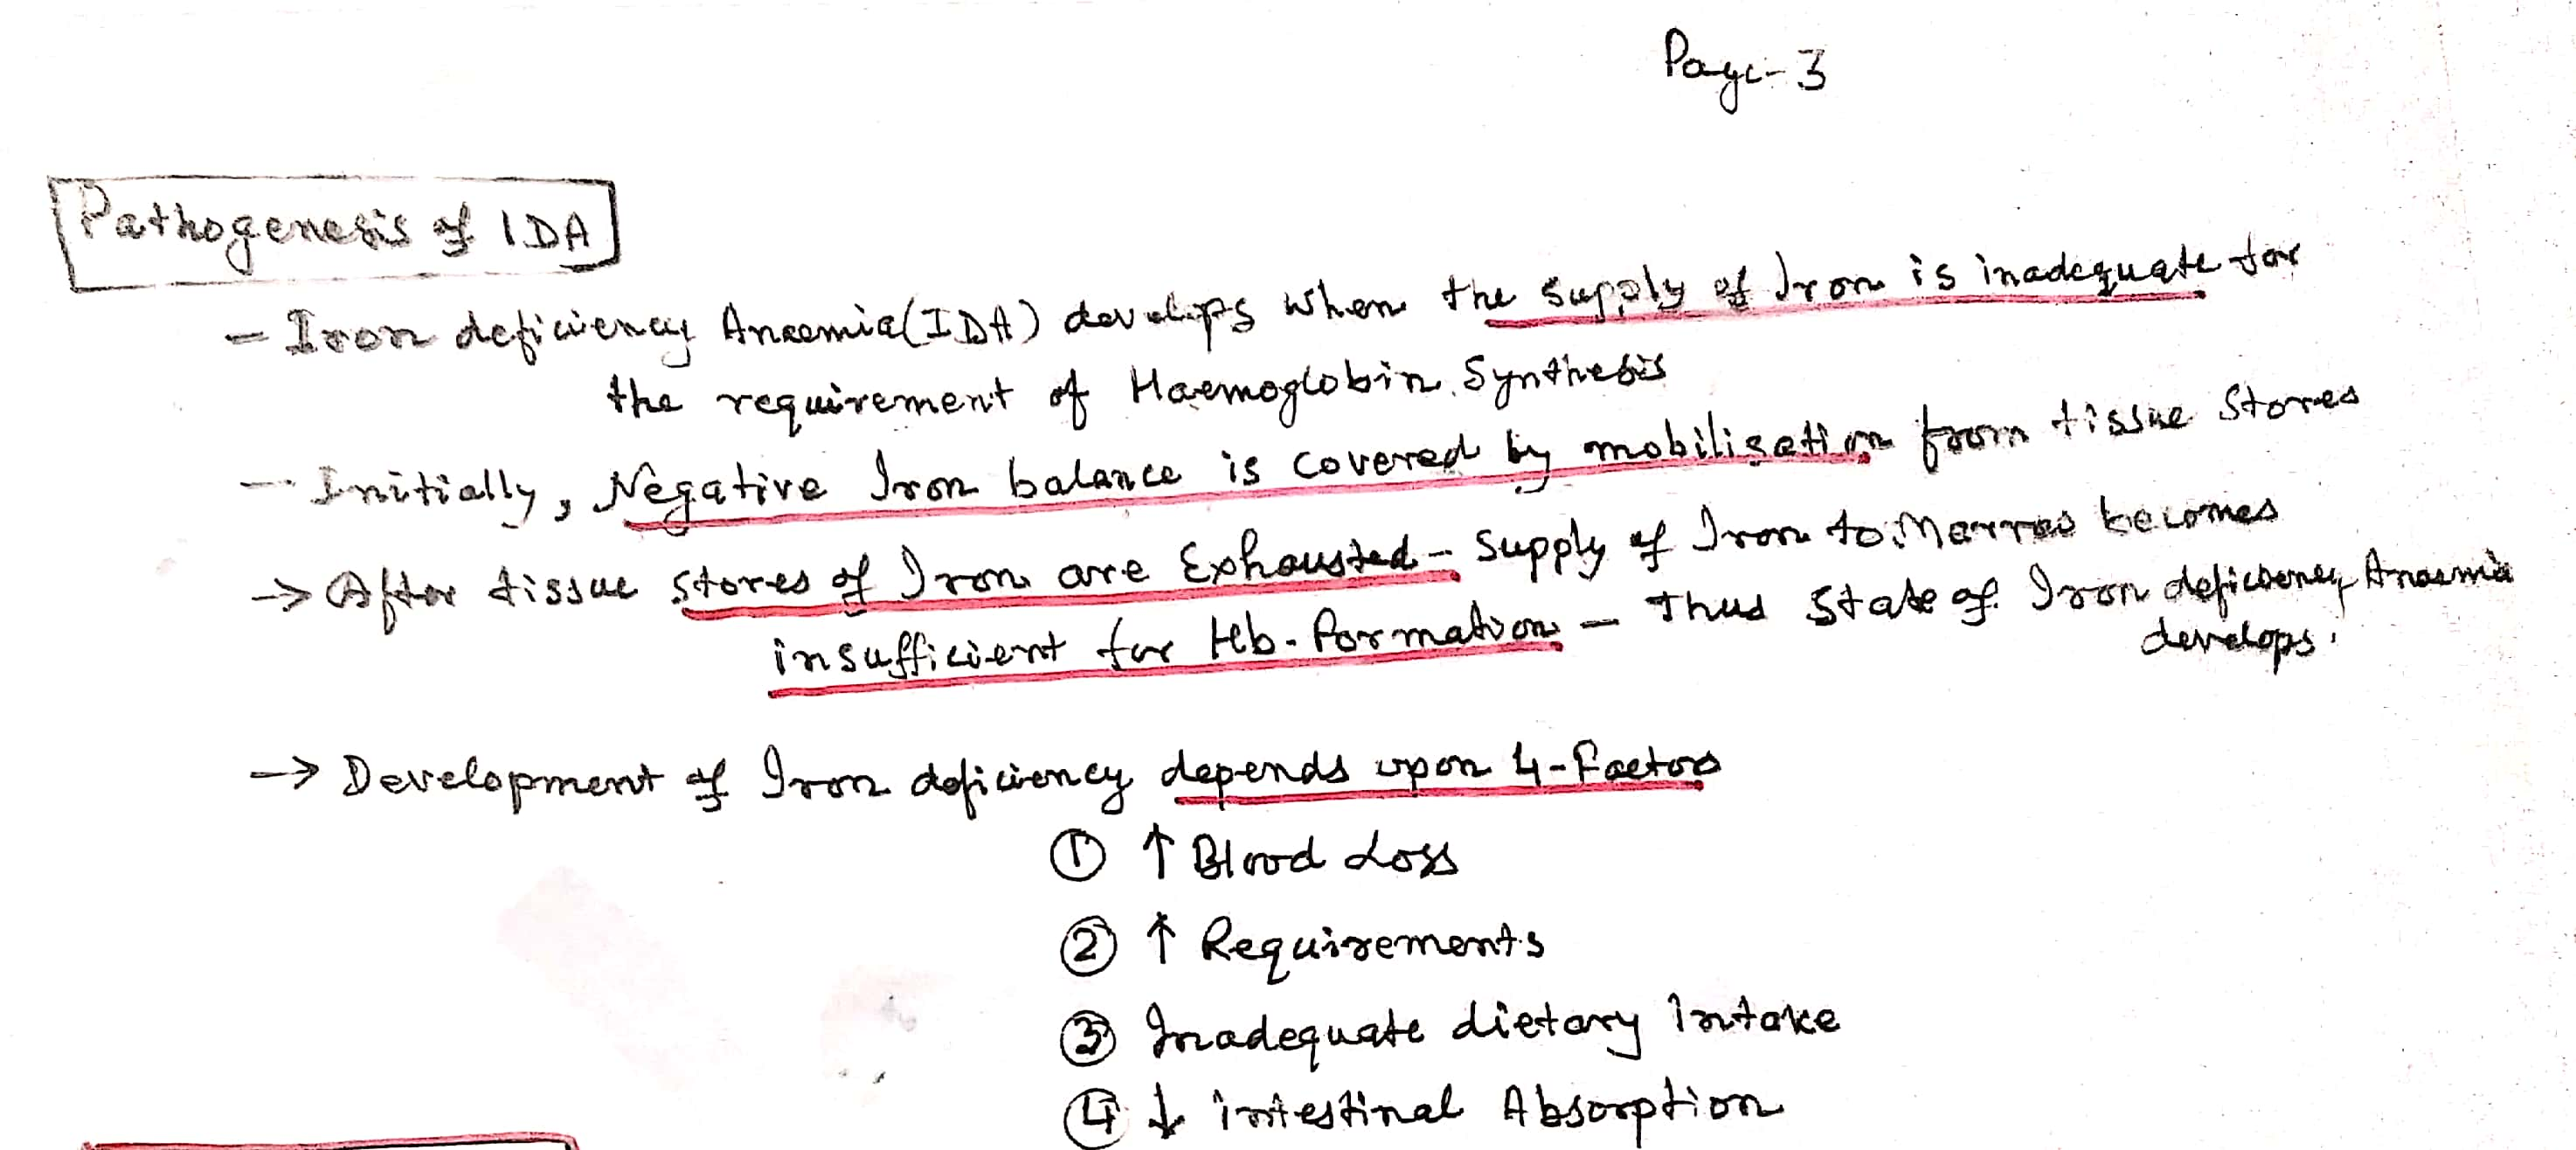 Page-3
Pathogenesis of IDA
- Iron deficiency Anaemia (IDA) develops when the supply of Iron is inadequate for
the requirement of Haemoglobin Synthesis
- Initially, Negative Iron balance is covered by mobilisation from tissue stores
→ After tissue stores of Iron are Exhausted - supply of Iron to Marrow becomes
insufficient for Hb-formation - Thus State of Iron deficiency Anaemia
develops.
→ Development of Iron deficiency depends upon 4-Factors
① ↑ Blood Loss
② ↑ Requirements
③ Inadequate dietary Intake
④ ↓ intestinal Absorption